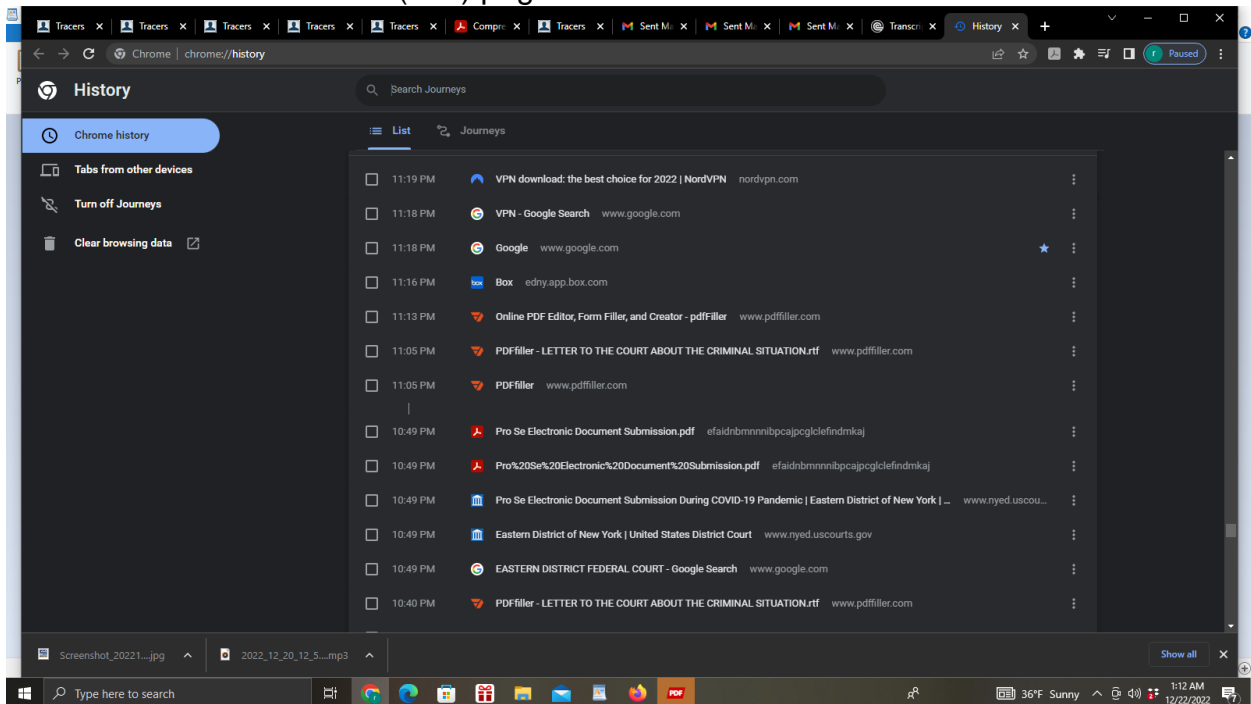 Tracers
Tracers
Tracers
Tracers
Tracers
Compre
Tracers
Sent Ma
Sent Ma
Sent Ma
Transcri
History
Chrome | chrome://history
Paused
History
Search Journeys
Chrome history
List
Journeys
Tabs from other devices
Turn off Journeys
Clear browsing data
11:19 PM VPN download: the best choice for 2022 | NordVPN nordvpn.com
11:18 PM VPN - Google Search www.google.com
11:18 PM Google www.google.com
11:16 PM box Box edny.app.box.com
11:13 PM Online PDF Editor, Form Filler, and Creator - pdfFiller www.pdffiller.com
11:05 PM PDFfiller - LETTER TO THE COURT ABOUT THE CRIMINAL SITUATION.rtf www.pdffiller.com
11:05 PM PDFfiller www.pdffiller.com
10:49 PM Pro Se Electronic Document Submission.pdf efaidnbmnnnibpcajpcglclefindmkaj
10:49 PM Pro%20Se%20Electronic%20Document%20Submission.pdf efaidnbmnnnibpcajpcglclefindmkaj
10:49 PM Pro Se Electronic Document Submission During COVID-19 Pandemic | Eastern District of New York | ... www.nyed.uscou...
10:49 PM Eastern District of New York | United States District Court www.nyed.uscourts.gov
10:49 PM EASTERN DISTRICT FEDERAL COURT - Google Search www.google.com
10:40 PM PDFfiller - LETTER TO THE COURT ABOUT THE CRIMINAL SITUATION.rtf www.pdffiller.com
Screenshot_20221....jpg
2022_12_20_12_5....mp3
Show all
Type here to search
PDF
36°F Sunny
1:12 AM
12/22/2022
7